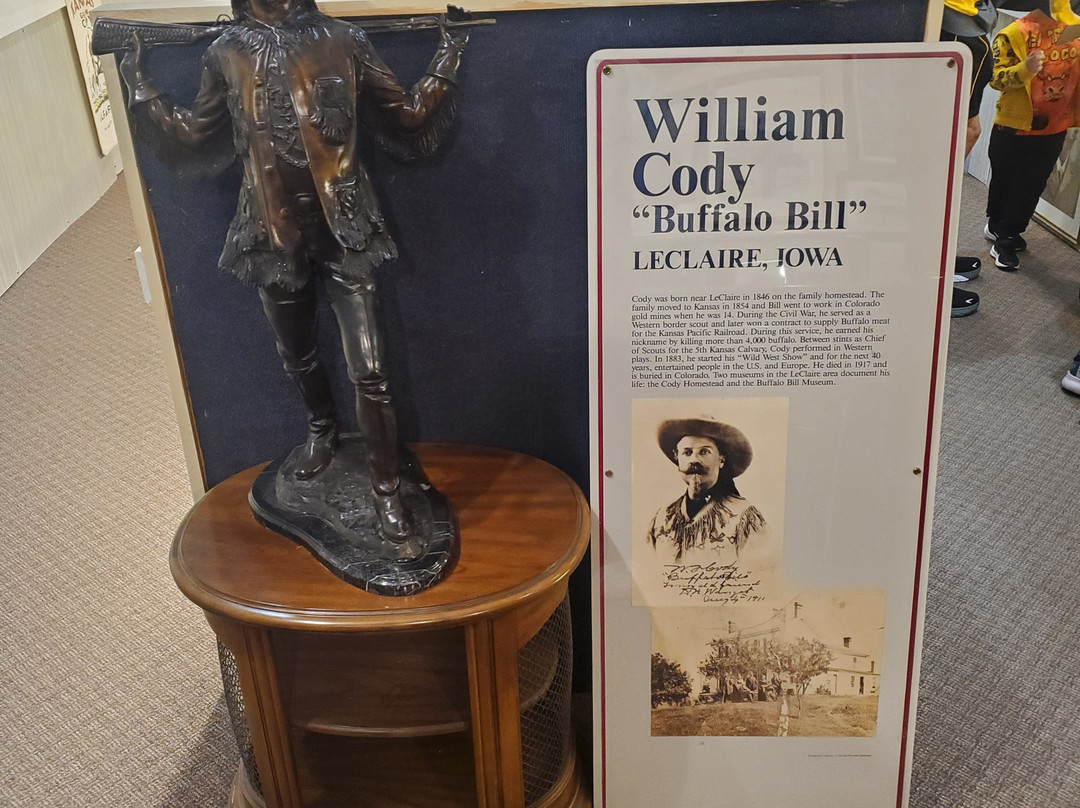 William
Cody
“Buffalo Bill”
LECLAIRE, IOWA
Cody was born near LeClaire in 1846 on the family homestead. The
family moved to Kansas in 1854 and Bill went to work in Colorado
gold mines when he was 14. During the Civil War, he served as a
Western border scout and later won a contract to supply Buffalo meat
for the Kansas Pacific Railroad. During this service, he earned his
nickname by killing more than 4,000 buffalo. Between stints as Chief
of Scouts for the 5th Kansas Calvary, Cody performed in Western
plays. In 1883, he started his “Wild West Show” and for the next 40
years, entertained people in the U.S. and Europe. He died in 1917 and
is buried in Colorado. Two museums in the LeClaire area document his
life: the Cody Homestead and the Buffalo Bill Museum.
W. F. Cody
"Buffalo Bill"
1911